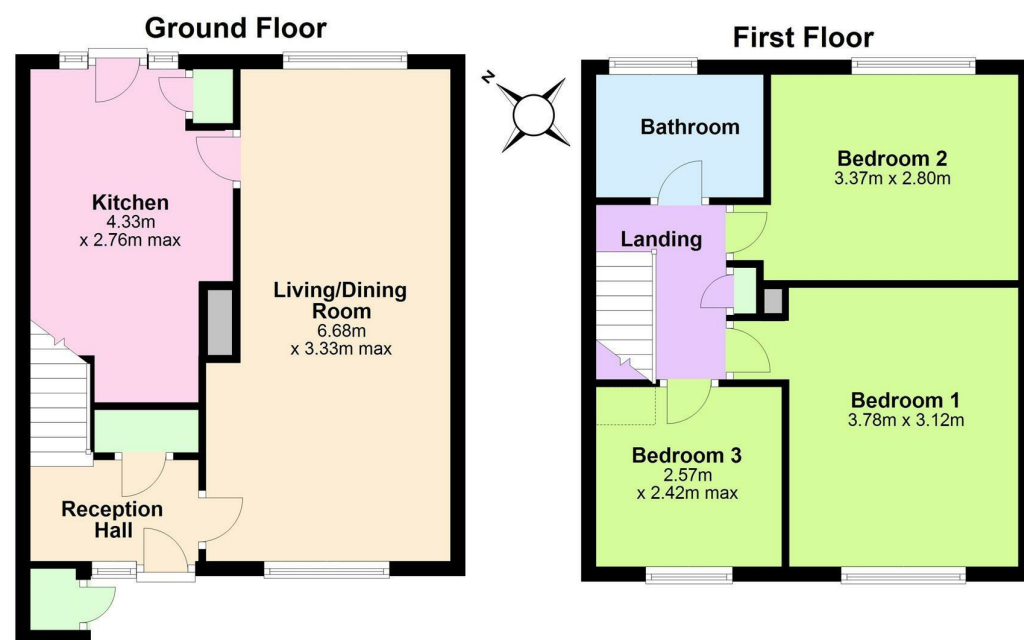 Ground Floor
Kitchen
4.33m
x 2.76m max
Living/Dining
Room
6.68m
x 3.33m max
Reception
Hall
N
First Floor
Bathroom
Bedroom 2
3.37m x 2.80m
Landing
Bedroom 1
3.78m x 3.12m
Bedroom 3
2.57m
x 2.42m max